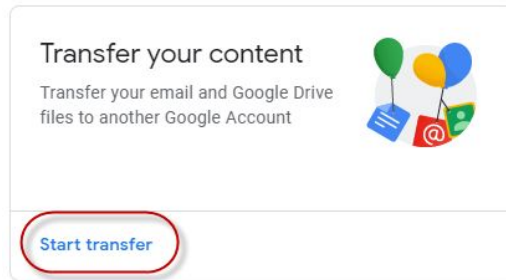 Transfer your content
Transfer your email and Google Drive
files to another Google Account
@
Start transfer